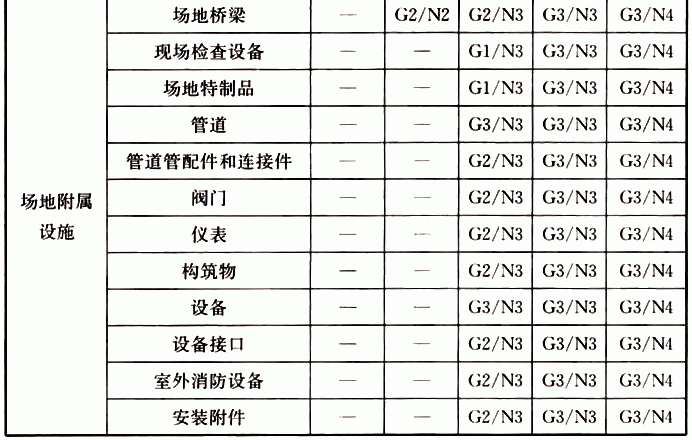 场地桥梁 — G2/N2 G2/N3 G3/N3 G3/N4
现场检查设备 — — G1/N3 G3/N3 G3/N4
场地特制品 — — G1/N3 G3/N3 G3/N4
管道 — — G3/N3 G3/N3 G3/N4
管道管配件和连接件 — — G2/N3 G3/N3 G3/N4
场地附属
设施
阀门 — — G2/N3 G3/N3 G3/N4
仪表 — — G2/N3 G3/N3 G3/N4
构筑物 — — G2/N3 G3/N3 G3/N4
设备 — — G3/N3 G3/N3 G3/N4
设备接口 — — G2/N3 G3/N3 G3/N4
室外消防设备 — — G2/N3 G3/N3 G3/N4
安装附件 — — G2/N3 G3/N3 G3/N4